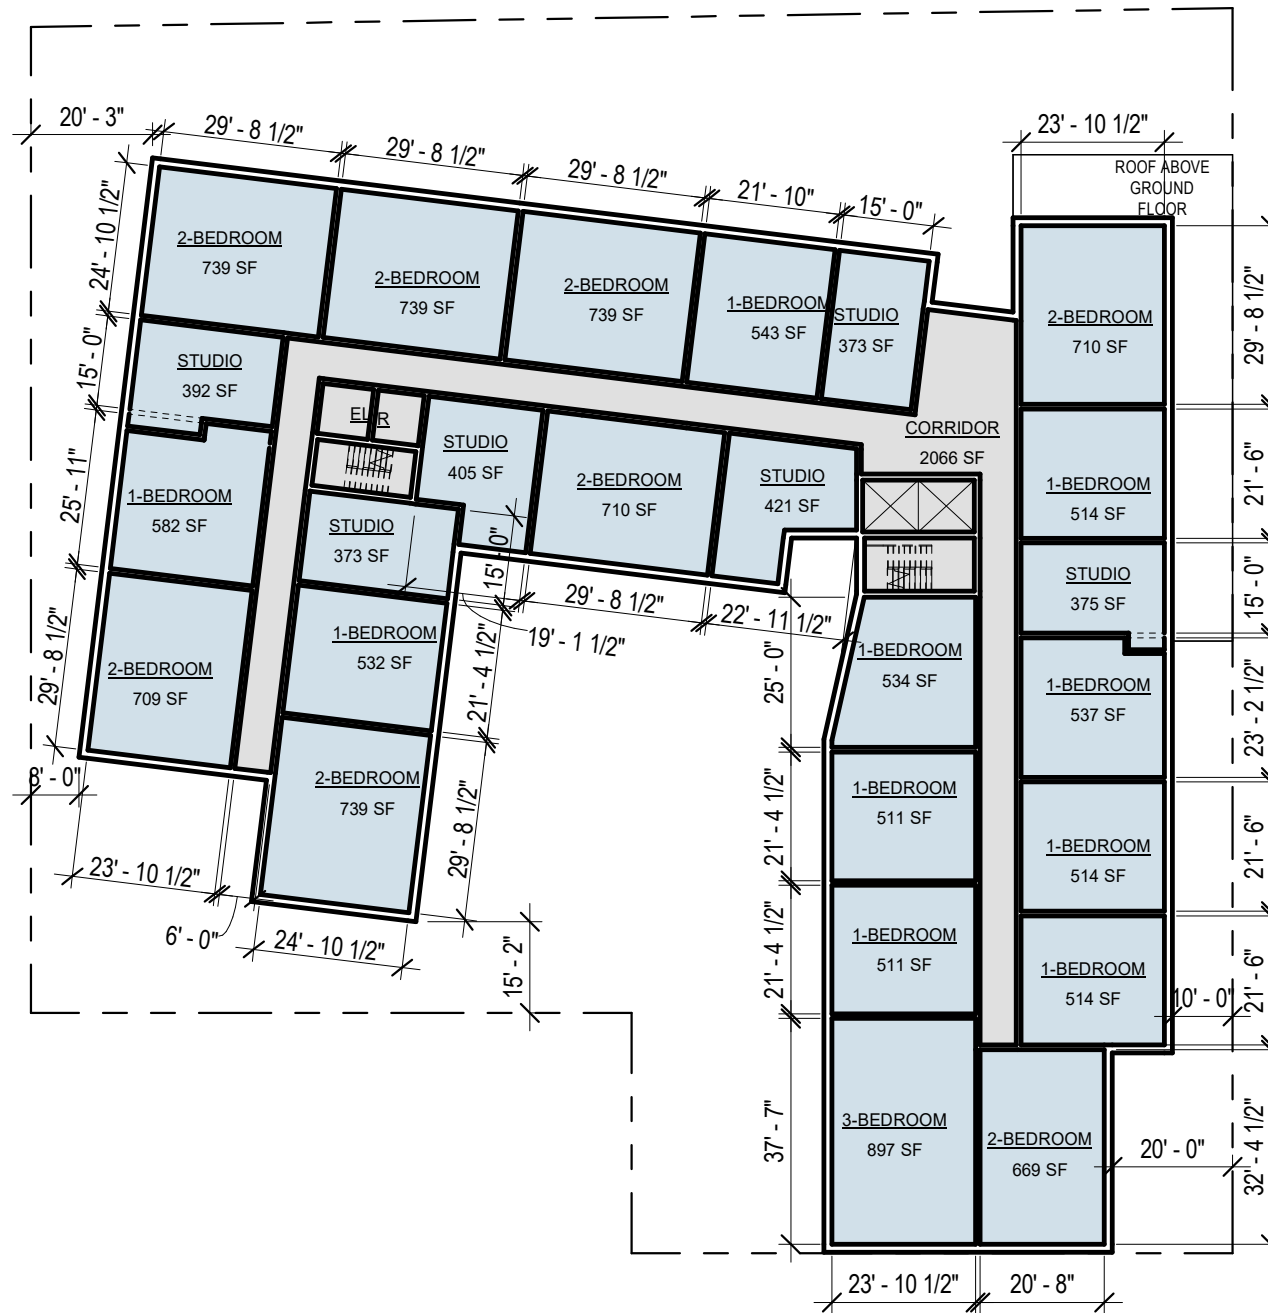 20' - 3"
29' - 8 1/2"
29' - 8 1/2"
29' - 8 1/2"
21' - 10"
15' - 0"
23' - 10 1/2"
ROOF ABOVE
GROUND
FLOOR
24' - 10 1/2"
15' - 0"
25' - 11"
29' - 8 1/2"
8' - 0"
2-BEDROOM
739 SF
2-BEDROOM
739 SF
2-BEDROOM
739 SF
1-BEDROOM
543 SF
STUDIO
373 SF
2-BEDROOM
710 SF
29' - 8 1/2"
STUDIO
392 SF
EL
R
STUDIO
405 SF
2-BEDROOM
710 SF
STUDIO
421 SF
CORRIDOR
2066 SF
1-BEDROOM
514 SF
21' - 6"
1-BEDROOM
582 SF
STUDIO
373 SF
15' - 0"
29' - 8 1/2"
22' - 11 1/2"
19' - 1 1/2"
STUDIO
375 SF
15' - 0"
1-BEDROOM
532 SF
21' - 4 1/2"
25' - 0"
1-BEDROOM
534 SF
2-BEDROOM
709 SF
1-BEDROOM
537 SF
23' - 2 1/2"
2-BEDROOM
739 SF
29' - 8 1/2"
21' - 4 1/2"
1-BEDROOM
511 SF
1-BEDROOM
514 SF
21' - 6"
23' - 10 1/2"
6' - 0"
24' - 10 1/2"
15' - 2"
21' - 4 1/2"
1-BEDROOM
511 SF
1-BEDROOM
514 SF
10' - 0"
21' - 6"
37' - 7"
3-BEDROOM
897 SF
2-BEDROOM
669 SF
20' - 0"
32' - 4 1/2"
23' - 10 1/2"
20' - 8"